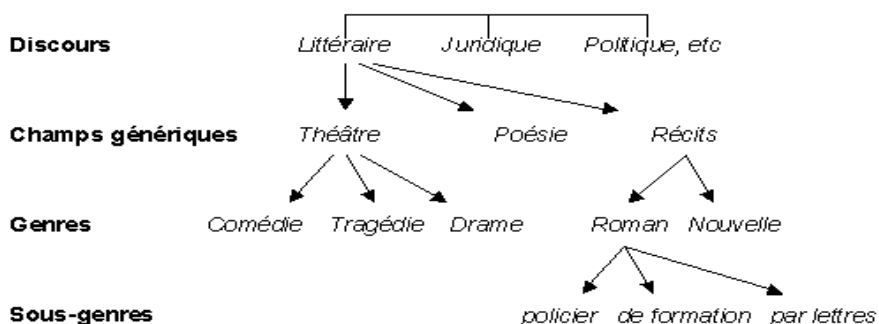 Discours Littéraire Juridique Politique, etc
Champs génériques Théâtre Poésie Récits
Genres Comédie Tragédie Drame Roman Nouvelle
Sous-genres policier de formation par lettres